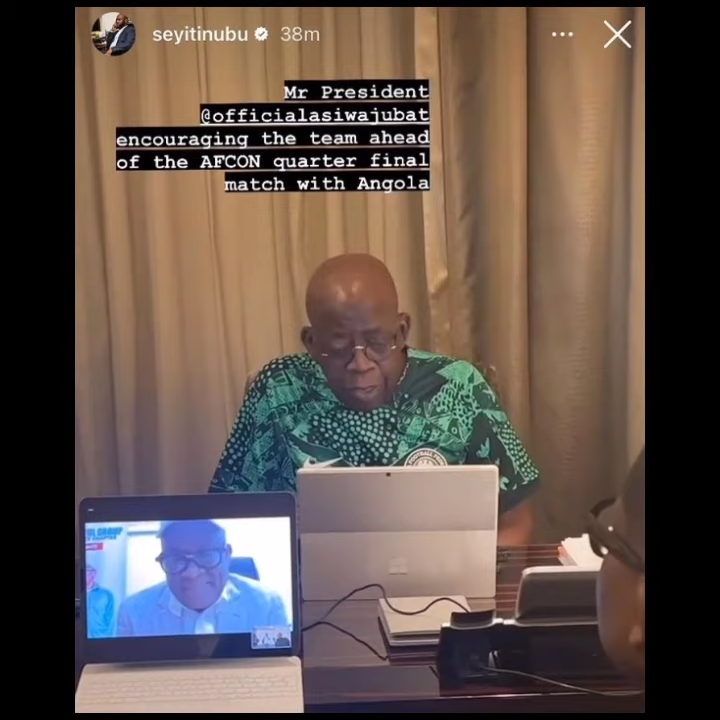 seyitinubu 38m
Mr President
@officialasiwajubat
encouraging the team ahead
of the AFCON quarter final
match with Angola